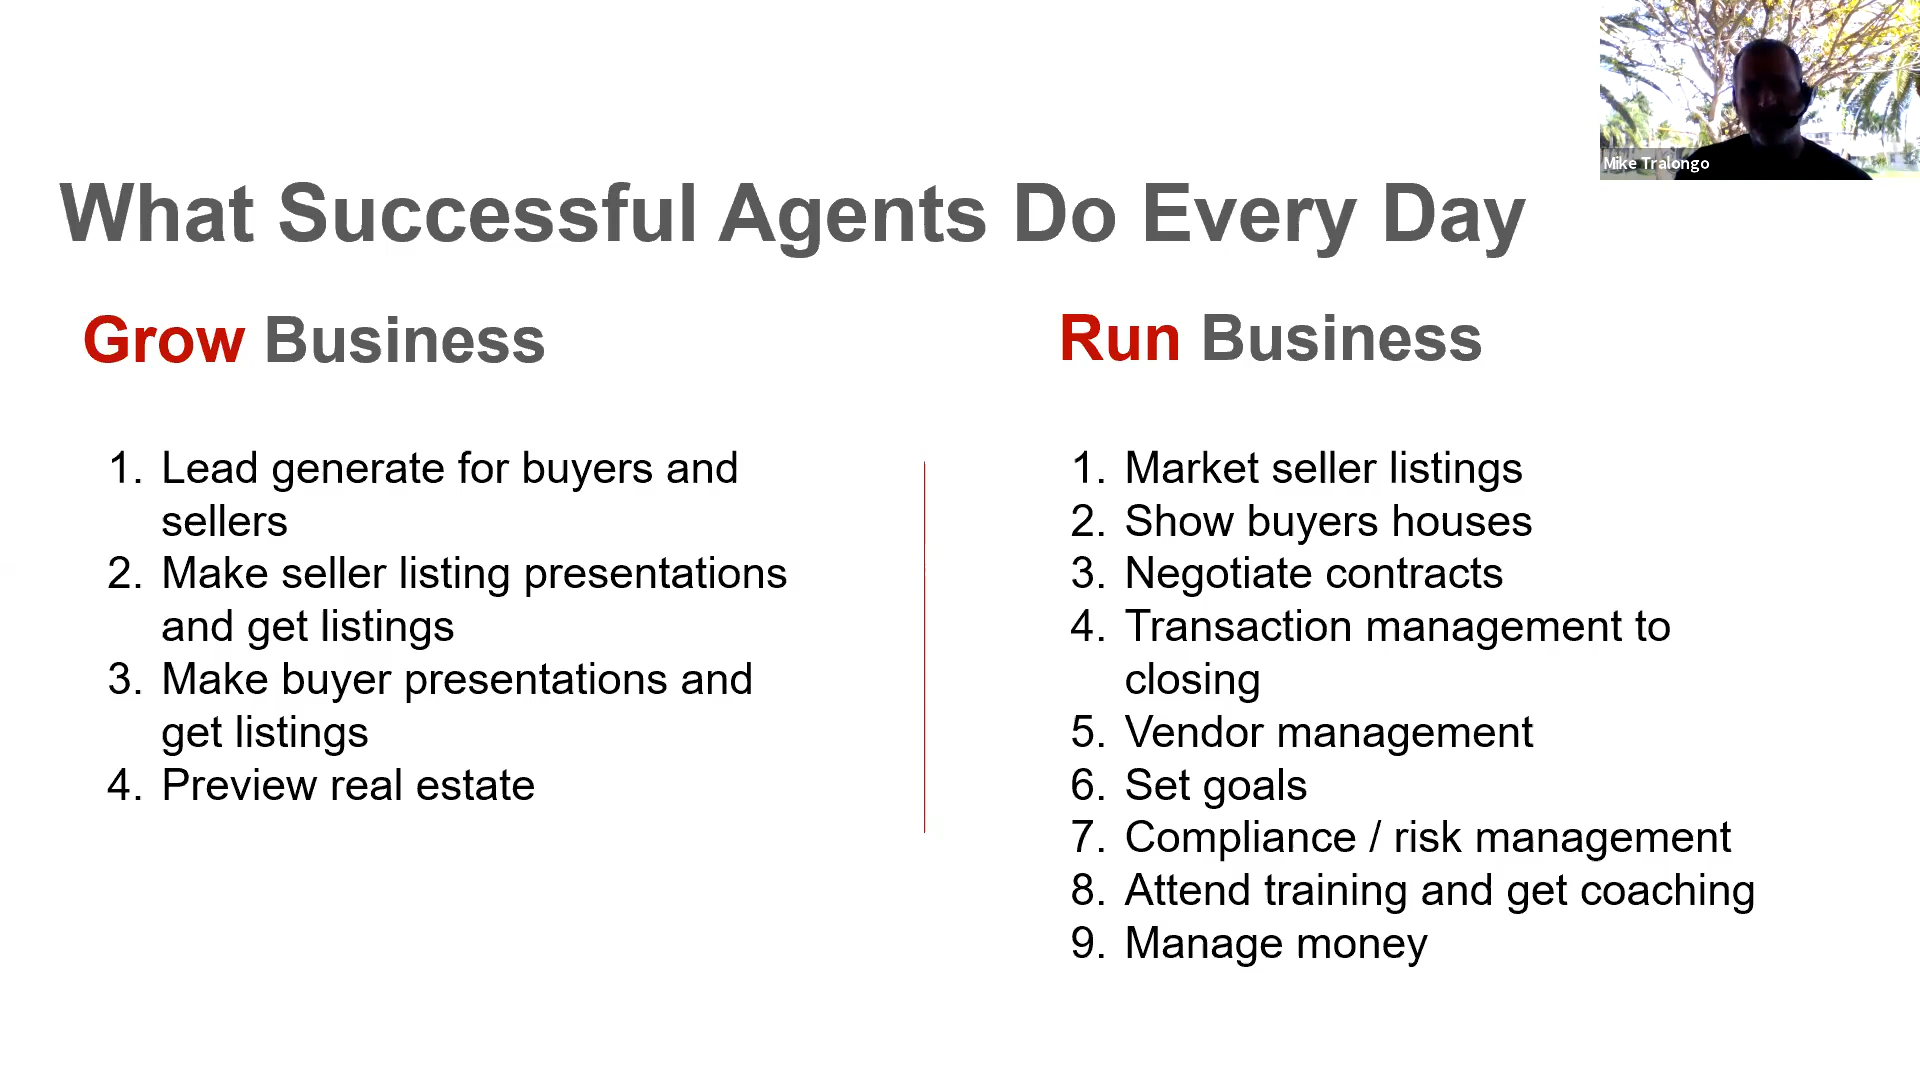 Mike Tralongo
What Successful Agents Do Every Day
Grow Business
1. Lead generate for buyers and
sellers
2. Make seller listing presentations
and get listings
3. Make buyer presentations and
get listings
4. Preview real estate
Run Business
1. Market seller listings
2. Show buyers houses
3. Negotiate contracts
4. Transaction management to
closing
5. Vendor management
6. Set goals
7. Compliance / risk management
8. Attend training and get coaching
9. Manage money